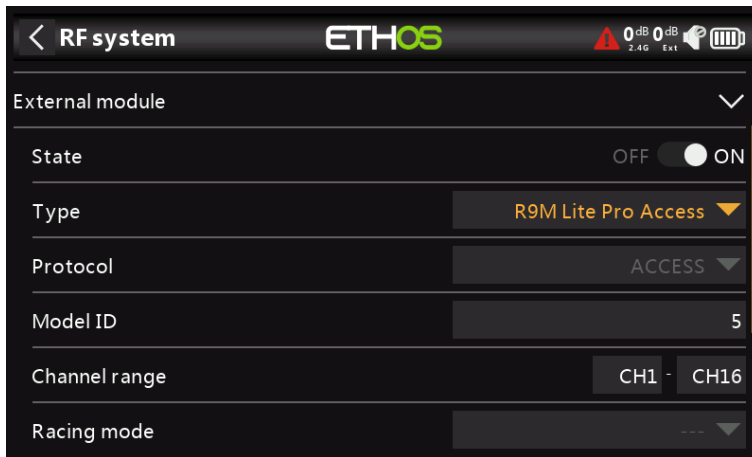 RF system
ETHOS
0dB 0dB
2.4G Ext
External module
State OFF ON
Type R9M Lite Pro Access
Protocol ACCESS
Model ID 5
Channel range CH1 - CH16
Racing mode ---